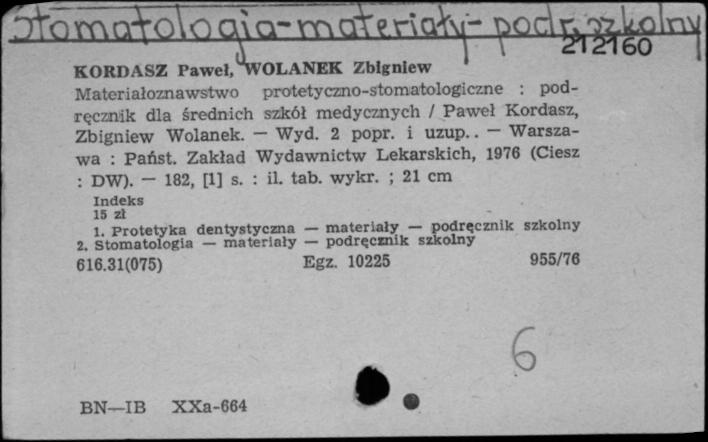 Stomatologia-materiały-podr. szkolny
212160
KORDASZ Paweł, WOLANEK Zbigniew
Materiałoznawstwo protetyczno-stomatologiczne : pod-
ręcznik dla średnich szkół medycznych / Paweł Kordasz,
Zbigniew Wolanek. — Wyd. 2 popr. i uzup.. — Warsza-
wa : Państ. Zakład Wydawnictw Lekarskich, 1976 (Ciesz
: DW). — 182, [1] s. : il. tab. wykr. ; 21 cm
Indeks
15 zł
1. Protetyka dentystyczna — materiały — podręcznik szkolny
2. Stomatologia — materiały — podręcznik szkolny
616.31(075) Egz. 10225 955/76
6
BN—IB XXa-664